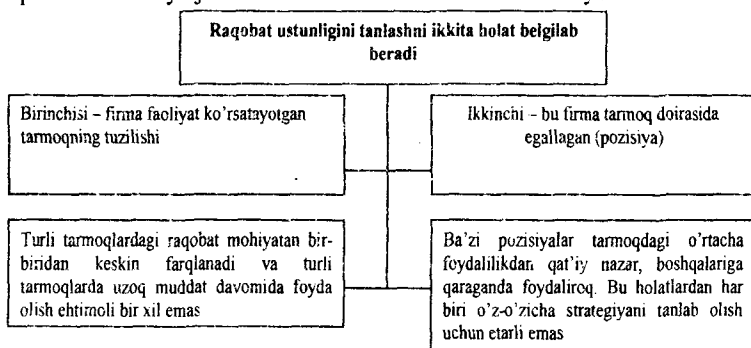 Raqobat ustunligini tanlashni ikkita holat belgilab
beradi
Birinchisi – firma faoliyat ko'rsatayotgan
tarmoqning tuzilishi
Ikkinchi – bu firma tarmoq doirasida
egallagan (pozisiya)
Turli tarmoqlardagi raqobat mohiyatan bir-
biridan keskin farqlanadi va turli
tarmoqlarda uzoq muddat davomida foyda
olish ehtimoli bir xil emas
Ba'zi pozisiyalar tarmoqdagi o'rtacha
foydalilikdan qat'iy nazar, boshqalariga
qaraganda foydaliroq. Bu holatlardan har
biri o'z-o'zicha strategiyani tanlab olish
uchun etarli emas